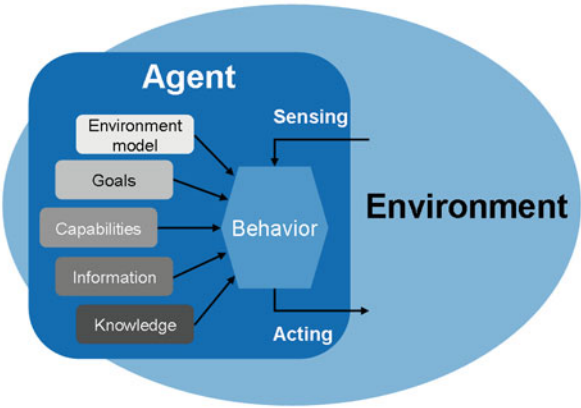 Agent
Sensing
Environment
model
Goals
Capabilities
Information
Knowledge
Behavior
Environment
Acting